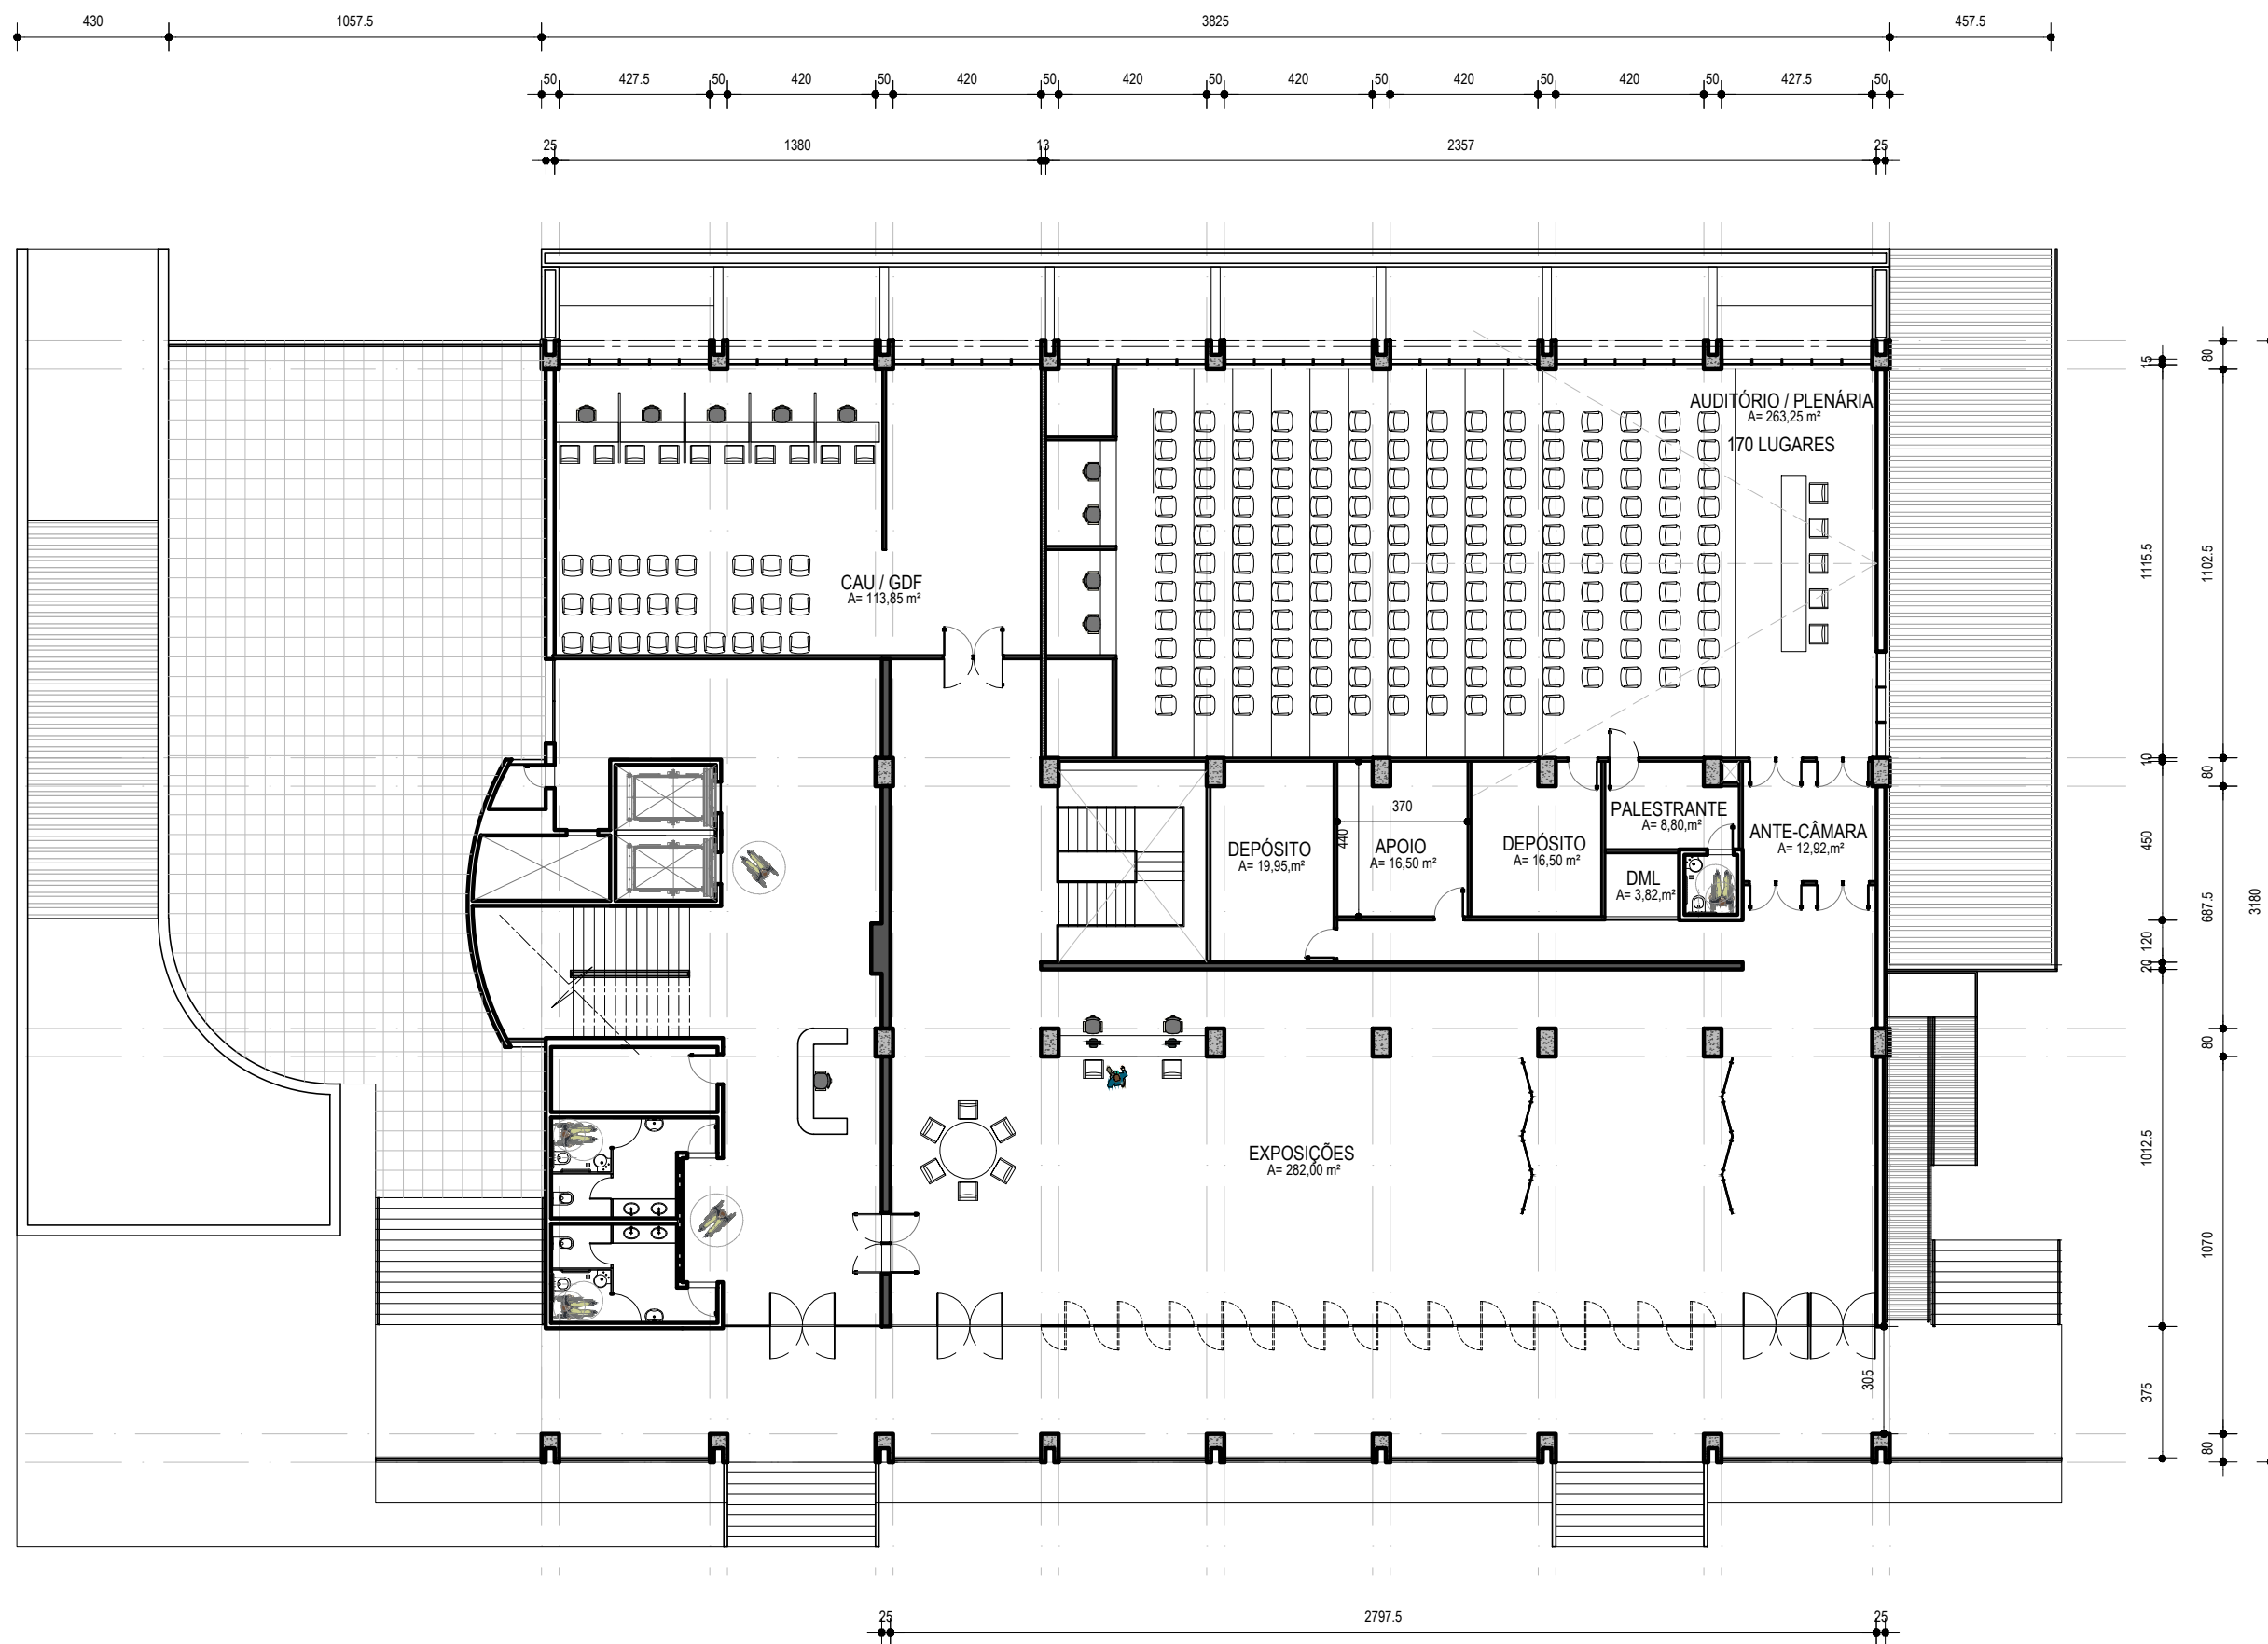 430
1057.5
3825
457.5
50
427.5
50
420
50
420
50
420
50
420
50
420
50
420
50
427.5
50
25
1380
13
2357
25
AUDITÓRIO / PLENÁRIA
A= 263,25 m²
170 LUGARES
CAU / GDF
A= 113,85 m²
370
440
DEPÓSITO
A= 19,95,m²
APOIO
A= 16,50 m²
DEPÓSITO
A= 16,50 m²
PALESTRANTE
A= 8,80,m²
ANTE-CÂMARA
A= 12,92,m²
DML
A= 3,82,m²
EXPOSIÇÕES
A= 282,00 m²
305
15
1115.5
10
450
120
20
1012.5
375
80
1102.5
80
687.5
80
1070
80
3180
25
2797.5
25